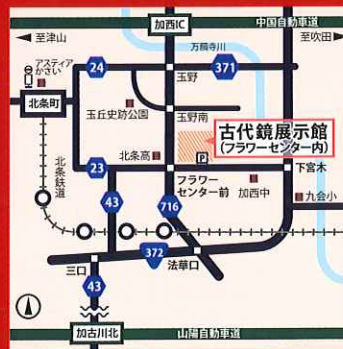 加西IC
中国自動車道
至津山
至吹田
万願寺川
アスティア
かさい
24
玉野
371
北条町
玉丘史跡公園
玉野南
古代鏡展示館
(フラワーセンター内)
P
北条高
23
フラワー
センター前
加西中
下宮木
北条鉄道
43
716
九会小
372
三口
法華口
43
加古川北
山陽自動車道